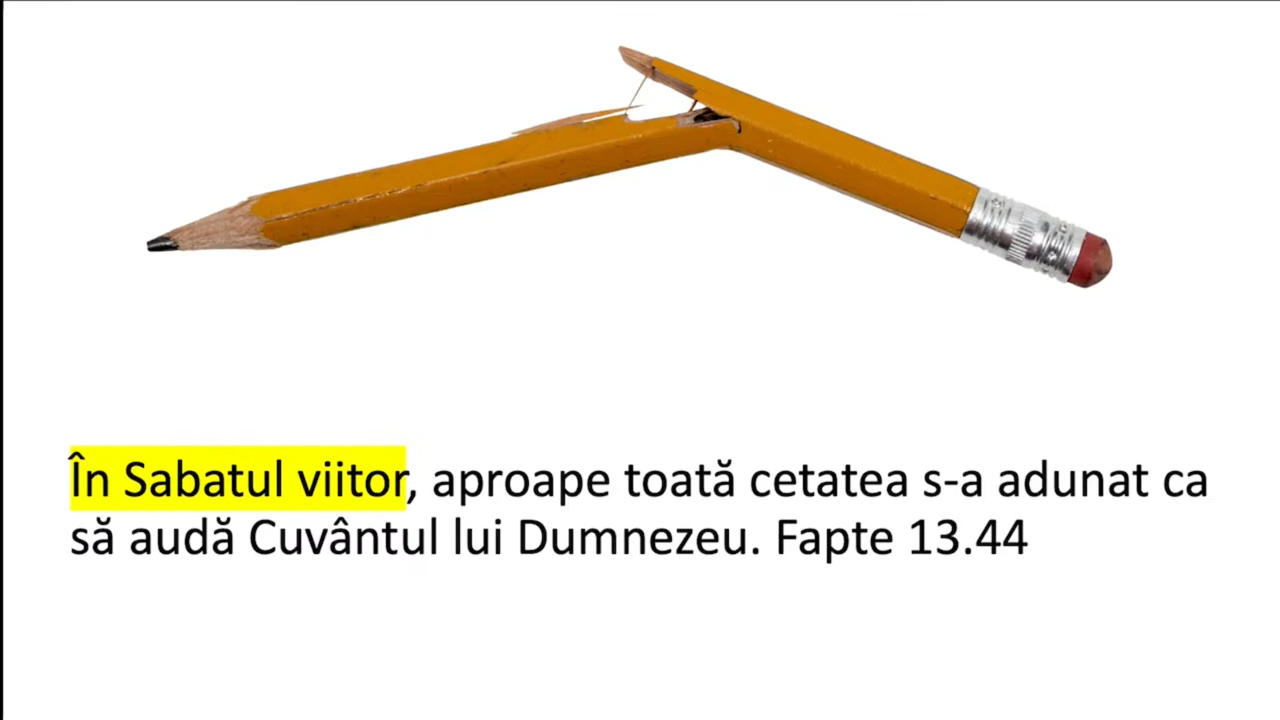 În Sabatul viitor, aproape toată cetatea s-a adunat ca
să audă Cuvântul lui Dumnezeu. Fapte 13.44